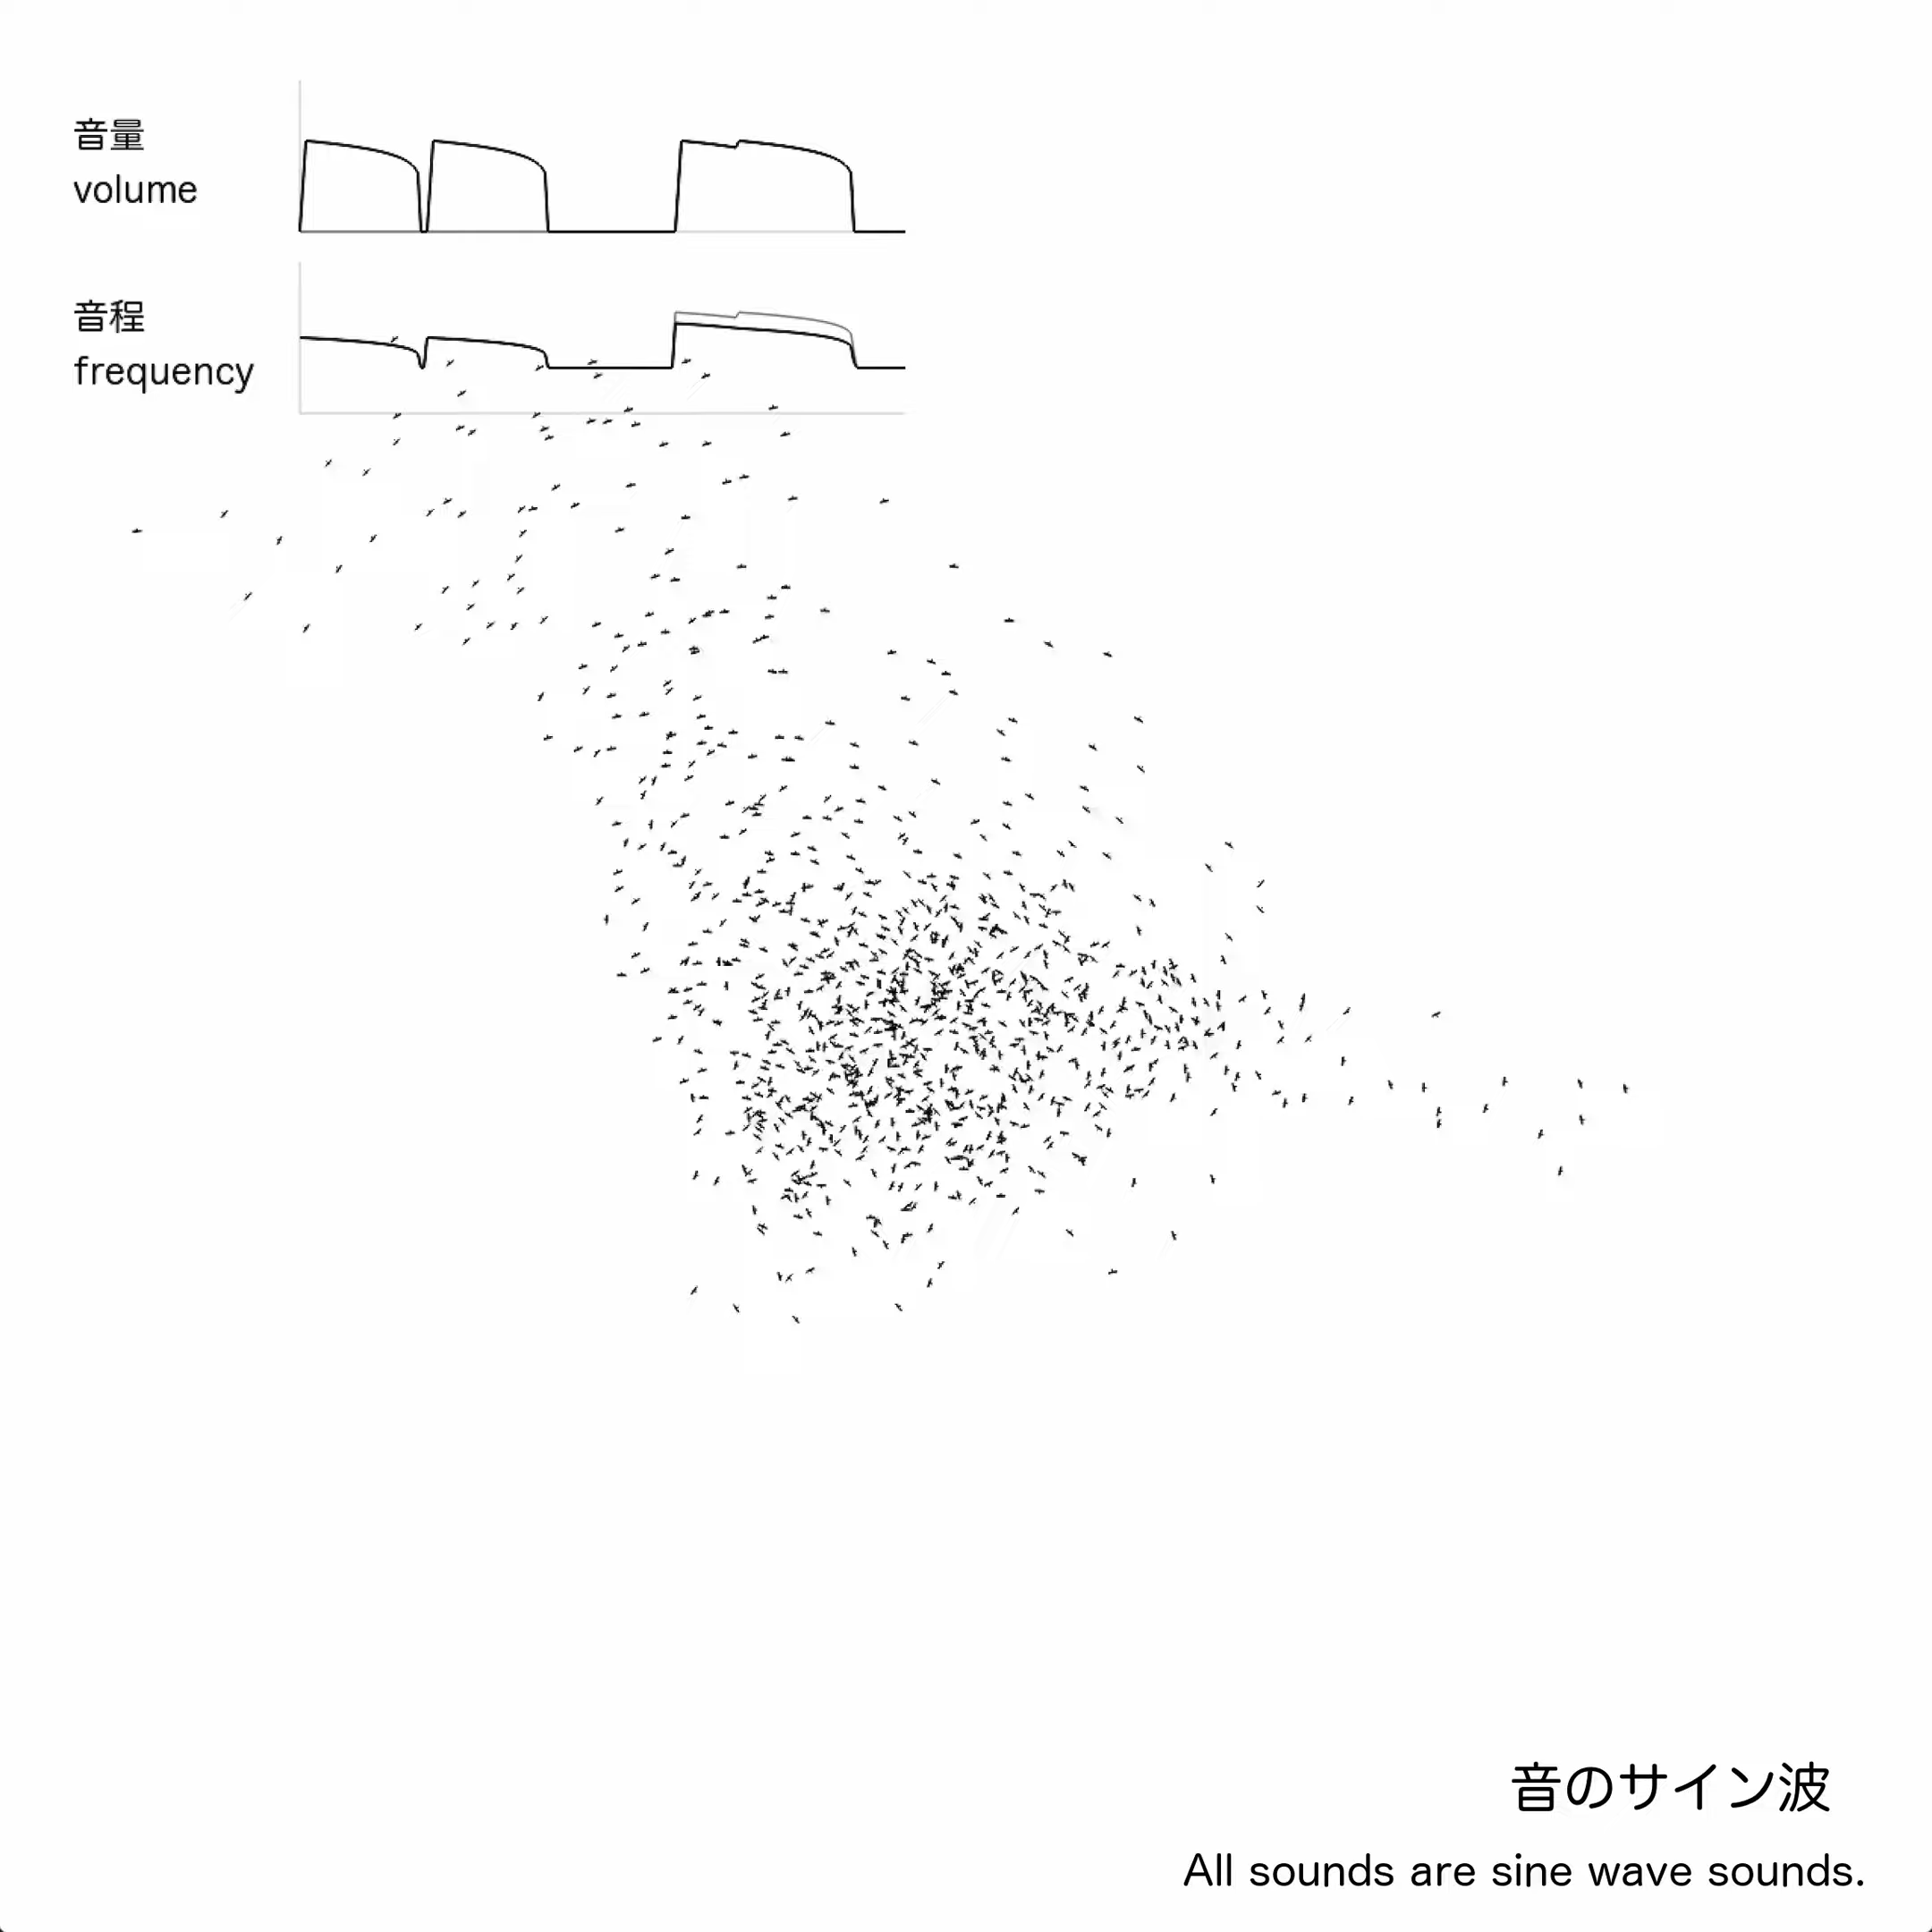 音量
volume
音程
frequency
音のサイン波
All sounds are sine wave sounds.